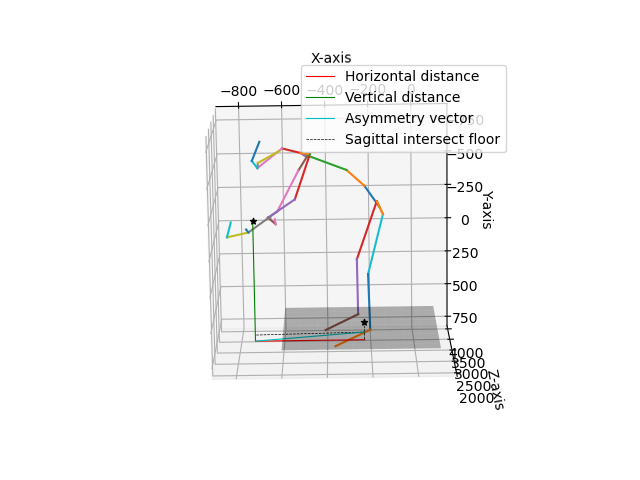 X-axis
−800 −600 −400 −200 0
Horizontal distance
Vertical distance
Asymmetry vector
Sagittal intersect floor
−500
−250
0
250
500
750
Y-axis
4000
3500
3000
2500
2000
Z-axis